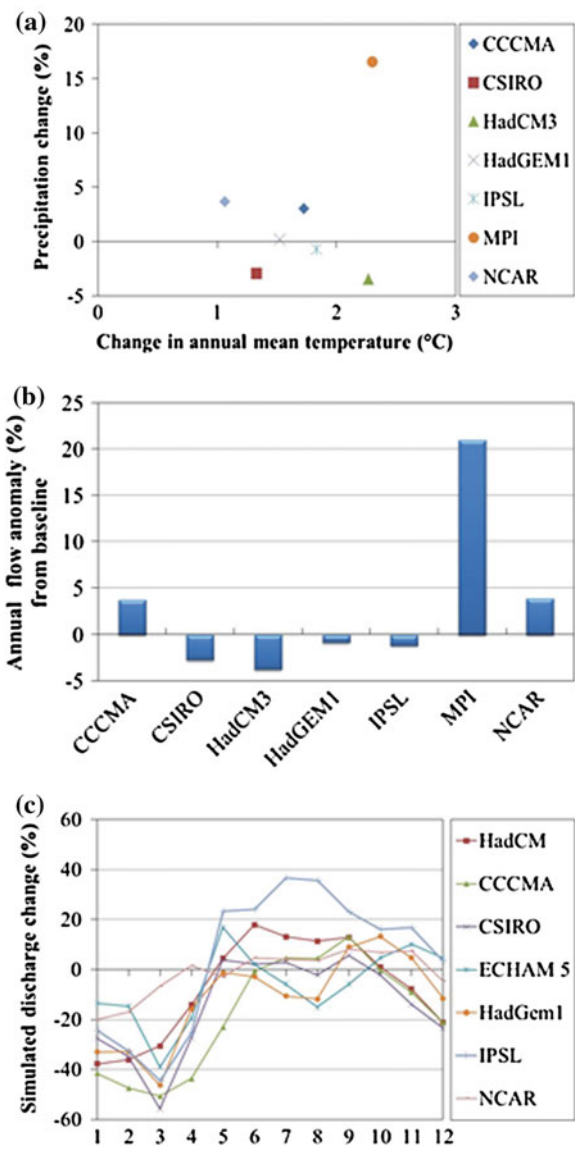 (a)
20
15
10
5
0
-5
Precipitation change (%)
0
1
2
3
Change in annual mean temperature (°C)
CCCMA
CSIRO
HadCM3
HadGEM1
IPSL
MPI
NCAR
(b)
25
20
15
10
5
0
-5
Annual flow anomaly (%)
from baseline
CCCMA
CSIRO
HadCM3
HadGEM1
IPSL
MPI
NCAR
(c)
60
40
20
0
-20
-40
-60
Simulated discharge change (%)
1 2 3 4 5 6 7 8 9 10 11 12
HadCM
CCCMA
CSIRO
ECHAM 5
HadGem1
IPSL
NCAR